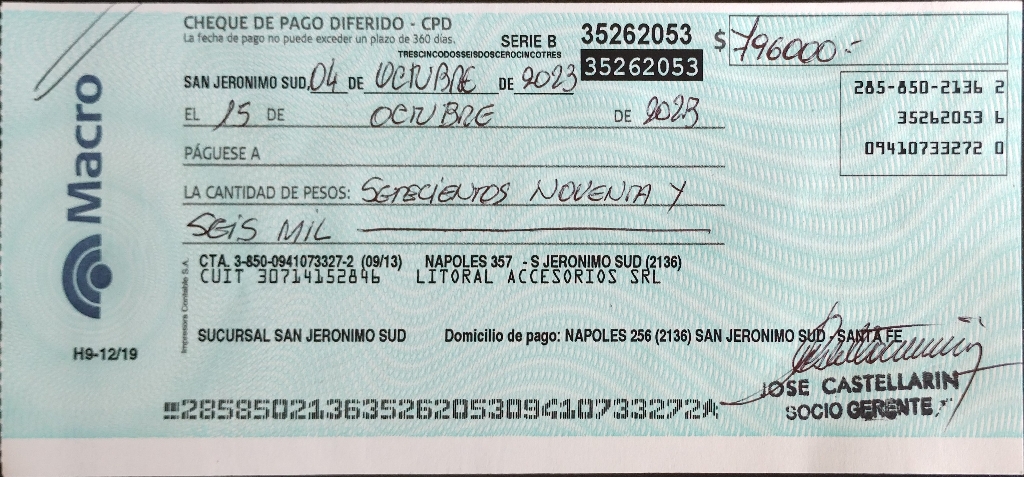 CHEQUE DE PAGO DIFERIDO - CPD
La fecha de pago no puede exceder un plazo de 360 días.
TRESCINCODOSSEISDOSCEROCINCOTRES
SERIE B 35262053
35262053
$ 796000.-
SAN JERONIMO SUD, 04 DE OCTUBRE DE 2023
285-850-2136 2
35262053 6
09410733272 0
EL 15 DE OCTUBRE DE 2023
PÁGUESE A
LA CANTIDAD DE PESOS: SETECIENTOS NOVENTA Y
SEIS MIL
Macro
CTA. 3-850-0941073327-2 (09/13) NAPOLES 357 - S JERONIMO SUD (2136)
CUIT 30714152846 LITORAL ACCESORIOS SRL
Impresora Contable S.A.
SUCURSAL SAN JERONIMO SUD Domicilio de pago: NAPOLES 256 (2136) SAN JERONIMO SUD - SANTA FE
H9-12/19
JOSE CASTELLARIN
SOCIO GERENTE
28585021363526205309410733272